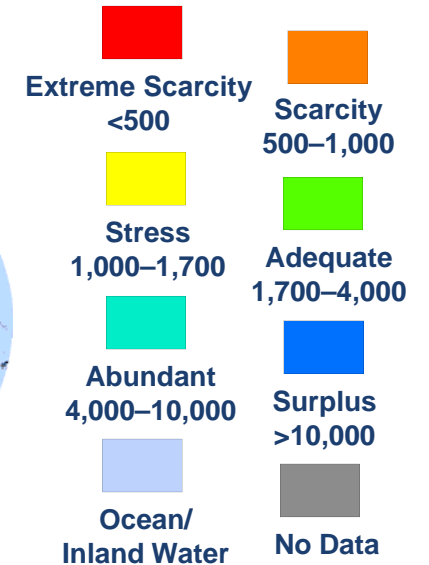 Extreme Scarcity
<500
Scarcity
500–1,000
Stress
1,000–1,700
Adequate
1,700–4,000
Abundant
4,000–10,000
Surplus
>10,000
Ocean/
Inland Water
No Data